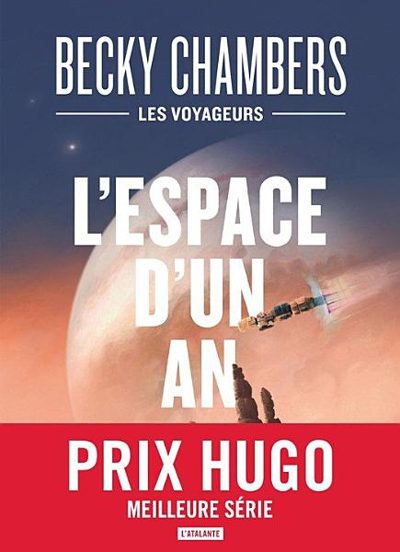 BECKY CHAMBERS
LES VOYAGEURS
L'ESPACE
D'UN
AN
PRIX HUGO
MEILLEURE SÉRIE
L'ATALANTE